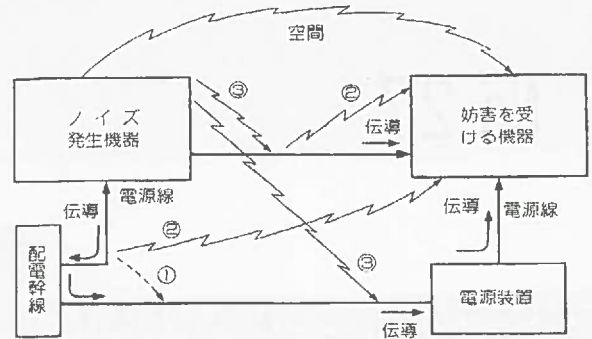 空間
③
②
ノイズ
発生機器
伝導
妨害を受
ける機器
電源線
伝導
②
伝導
電源線
配電幹線
①
③
電源装置
伝導